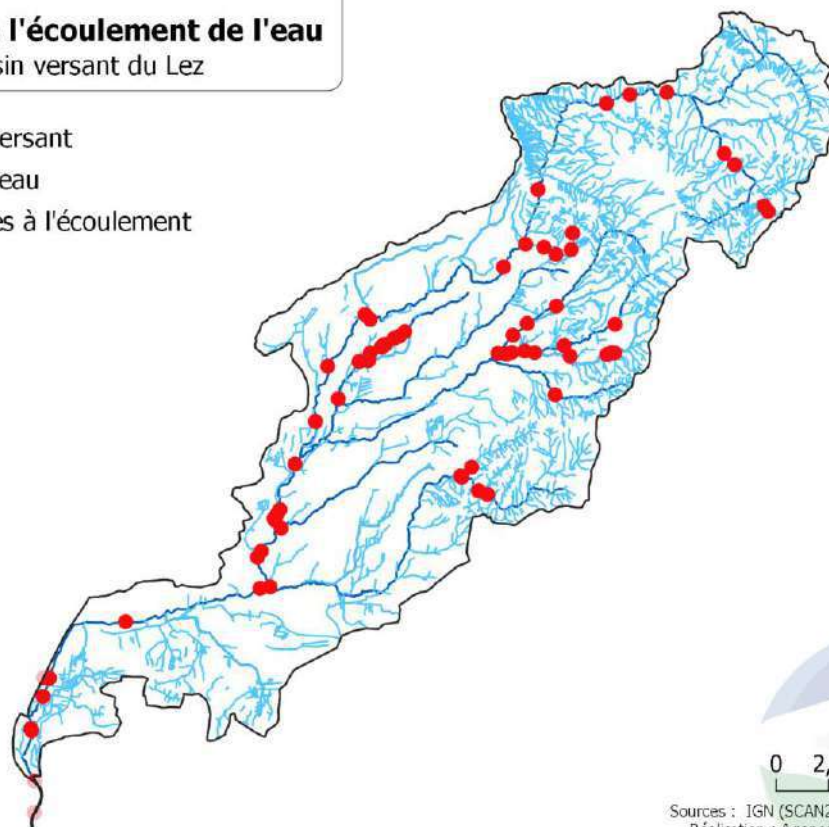 l'écoulement de l'eau
sin versant du Lez
ersant
eau
es à l'écoulement
0 2,
Sources : IGN (SCAN2